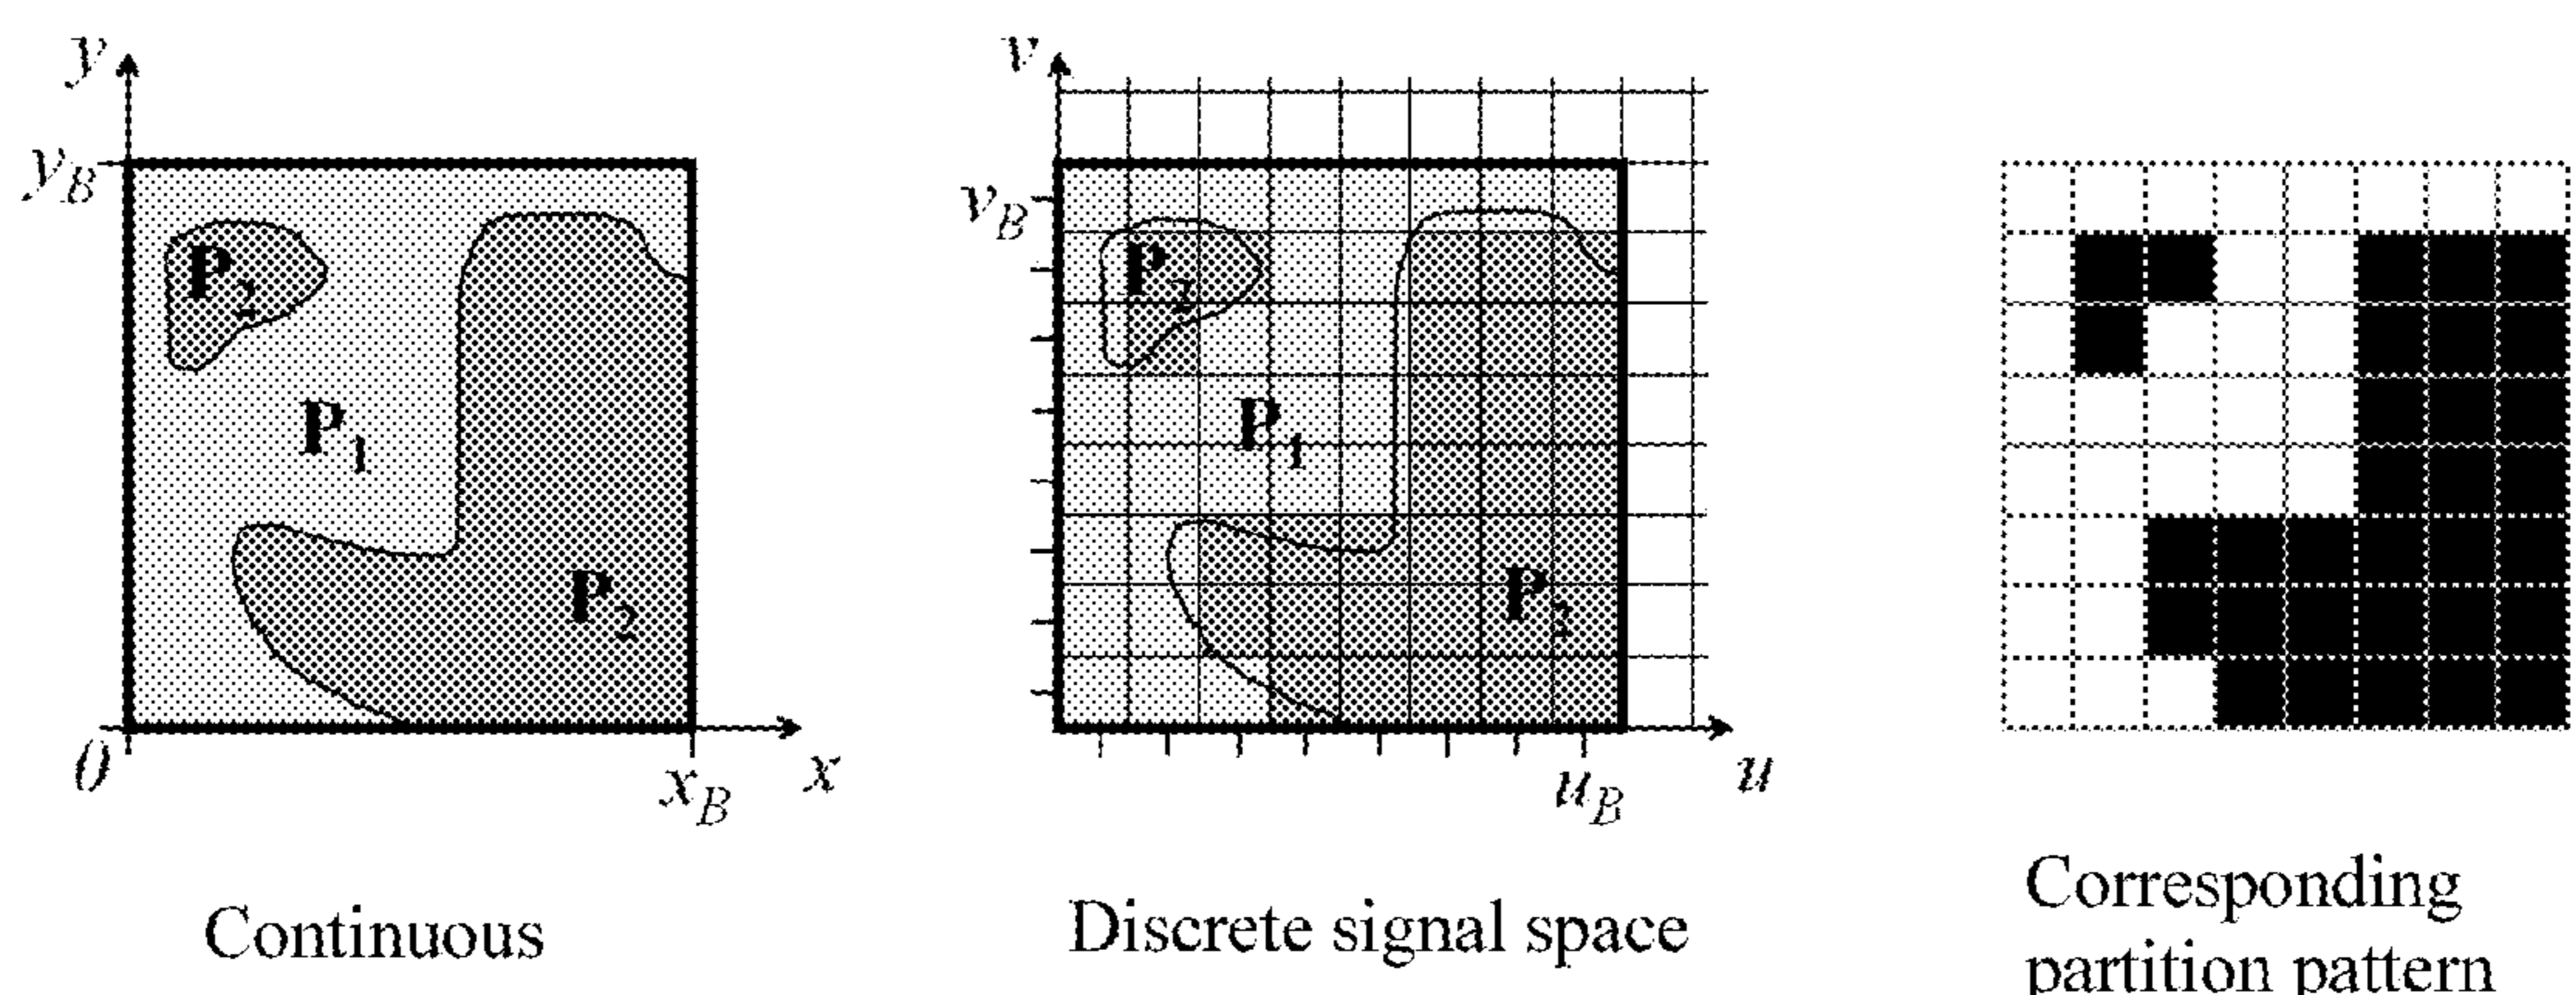 y
y_B
P_2
P_1
P_2
0
x_B
x
Continuous
v
v_B
P_2
P_1
P_2
u_B
u
Discrete signal space
Corresponding
partition pattern